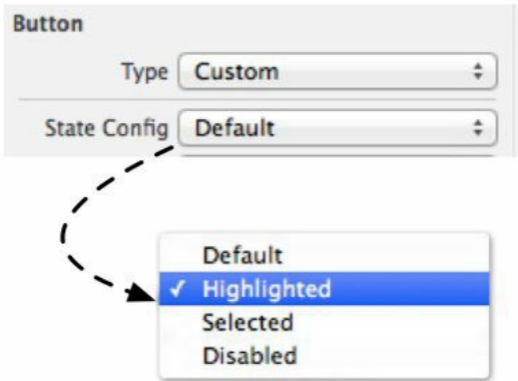 Button
Type Custom
State Config Default
Default
✓ Highlighted
Selected
Disabled